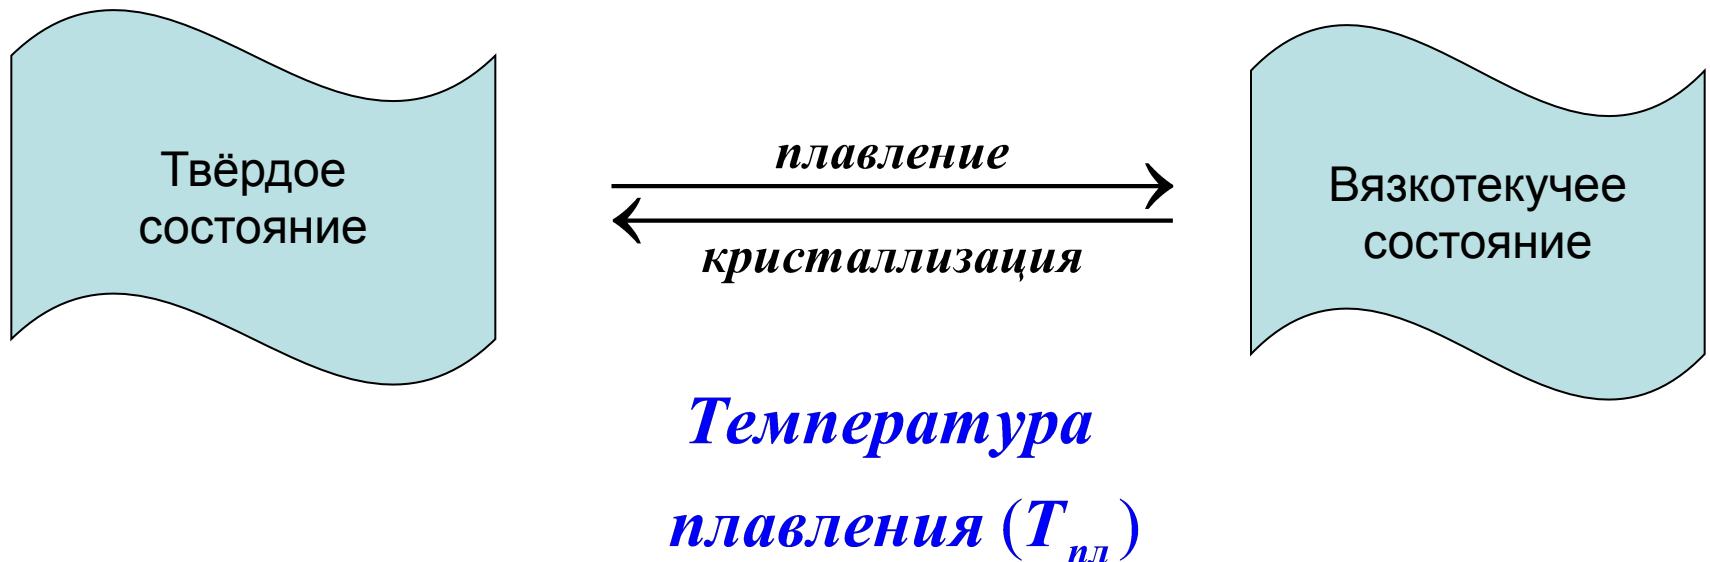 Твёрдое
состояние
плавление
кристаллизация
Вязкотекучее
состояние
Температура
плавления (Тпл)